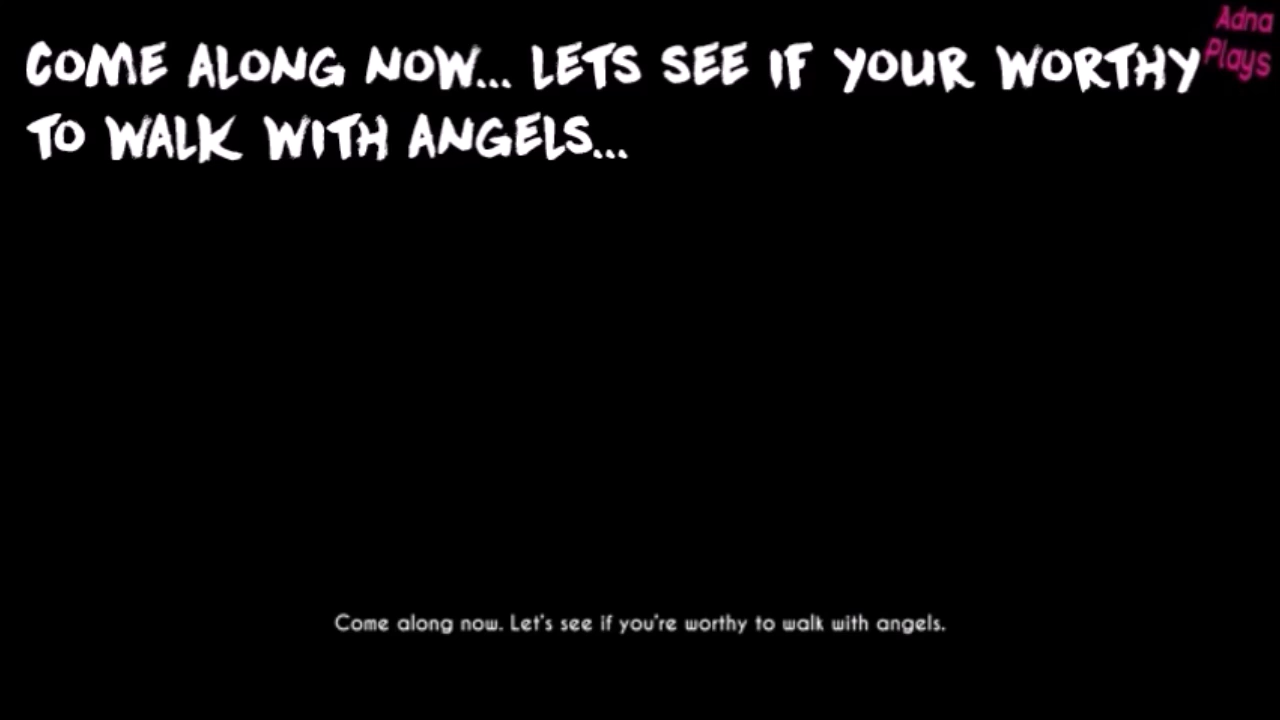 COME ALONG NOW... LETS SEE IF YOUR WORTHY
TO WALK WITH ANGELS...
Adna
Plays
Come along now. Let's see if you're worthy to walk with angels.